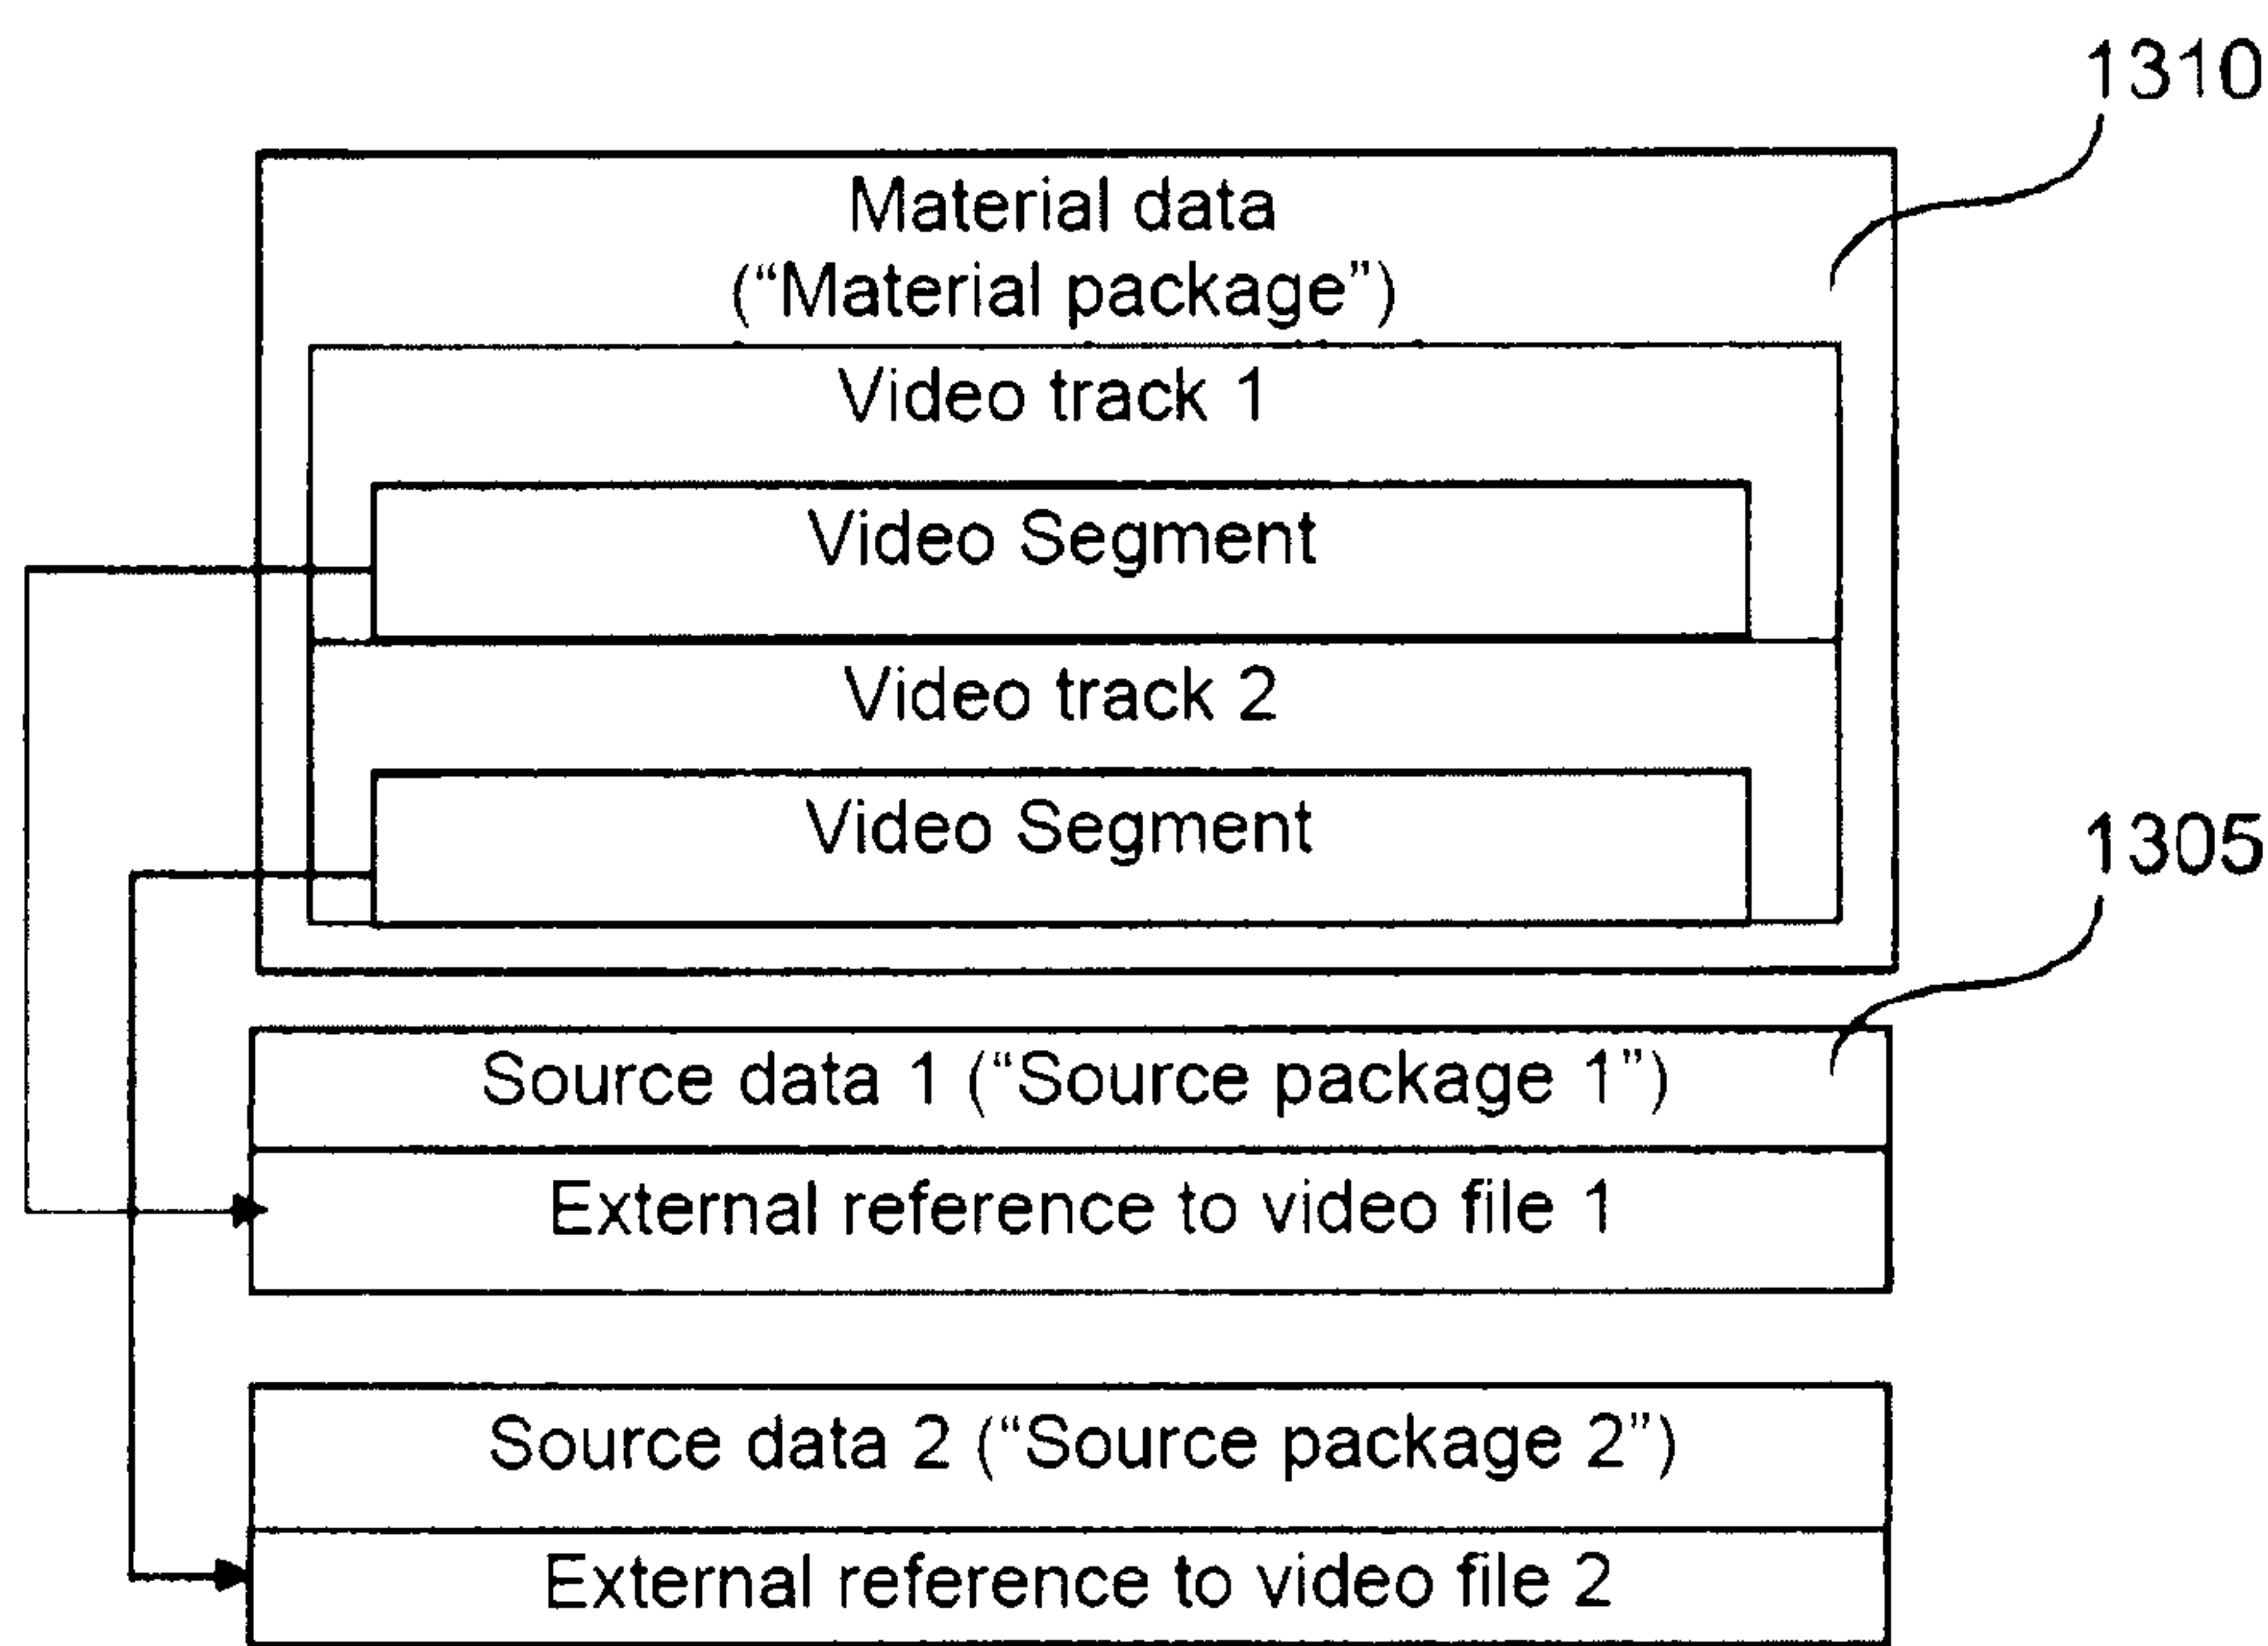 1310
Material data
(“Material package”)
Video track 1
Video Segment
Video track 2
Video Segment
1305
Source data 1 (“Source package 1”)
External reference to video file 1
Source data 2 (“Source package 2”)
External reference to video file 2